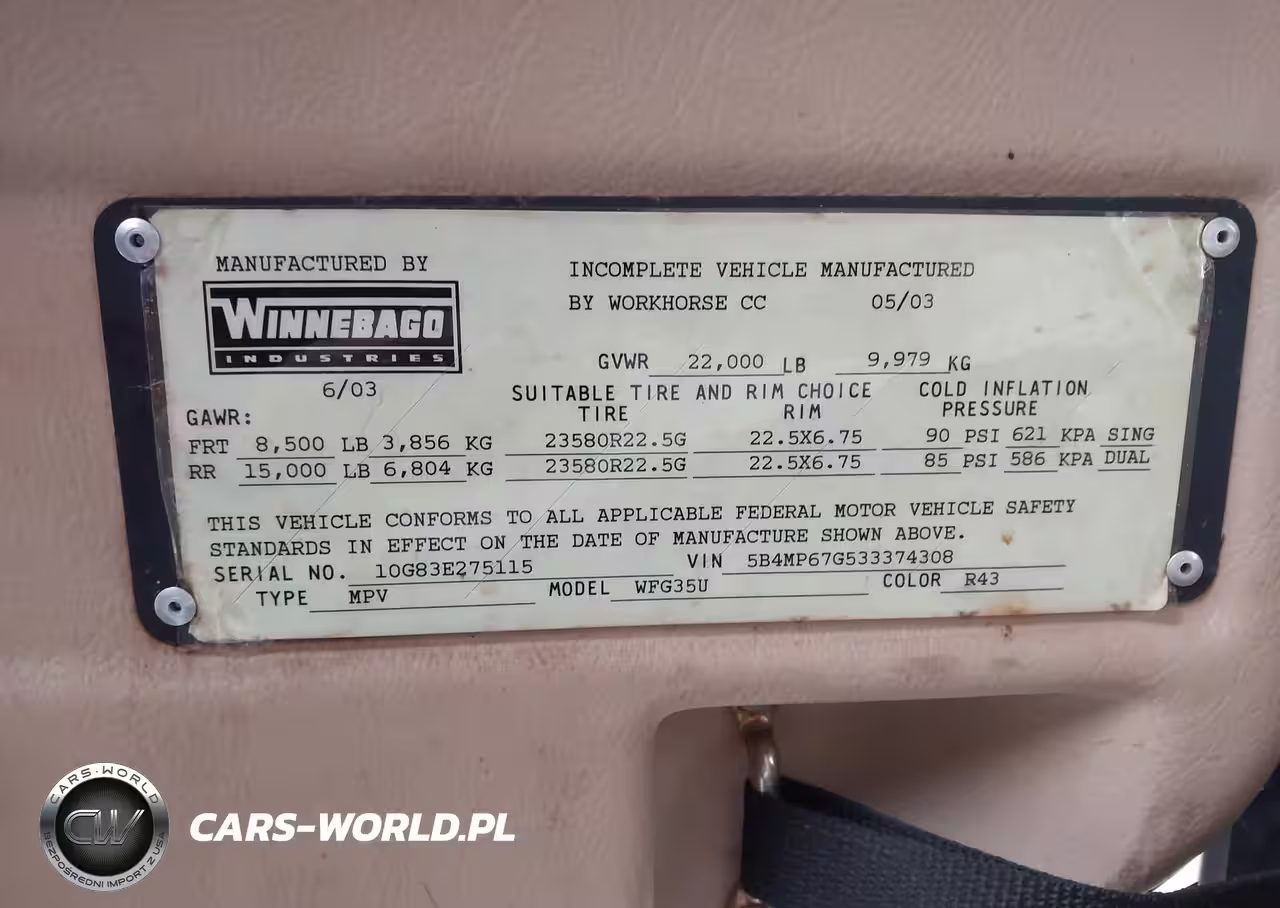 MANUFACTURED BY
WINNEBAGO
INDUSTRIES
6/03
INCOMPLETE VEHICLE MANUFACTURED
BY WORKHORSE CC 05/03
GVWR 22,000 LB 9,979 KG
SUITABLE TIRE AND RIM CHOICE COLD INFLATION
GAWR: TIRE RIM PRESSURE
FRT 8,500 LB 3,856 KG 23580R22.5G 22.5X6.75 90 PSI 621 KPA SING
RR 15,000 LB 6,804 KG 23580R22.5G 22.5X6.75 85 PSI 586 KPA DUAL
THIS VEHICLE CONFORMS TO ALL APPLICABLE FEDERAL MOTOR VEHICLE SAFETY
STANDARDS IN EFFECT ON THE DATE OF MANUFACTURE SHOWN ABOVE.
SERIAL NO. 10G83E275115 VIN 5B4MP67G533374308
TYPE MPV MODEL WFG35U COLOR R43
CARS-WORLD
CW
BEZPOŚREDNI IMPORT Z USA
CARS-WORLD.PL